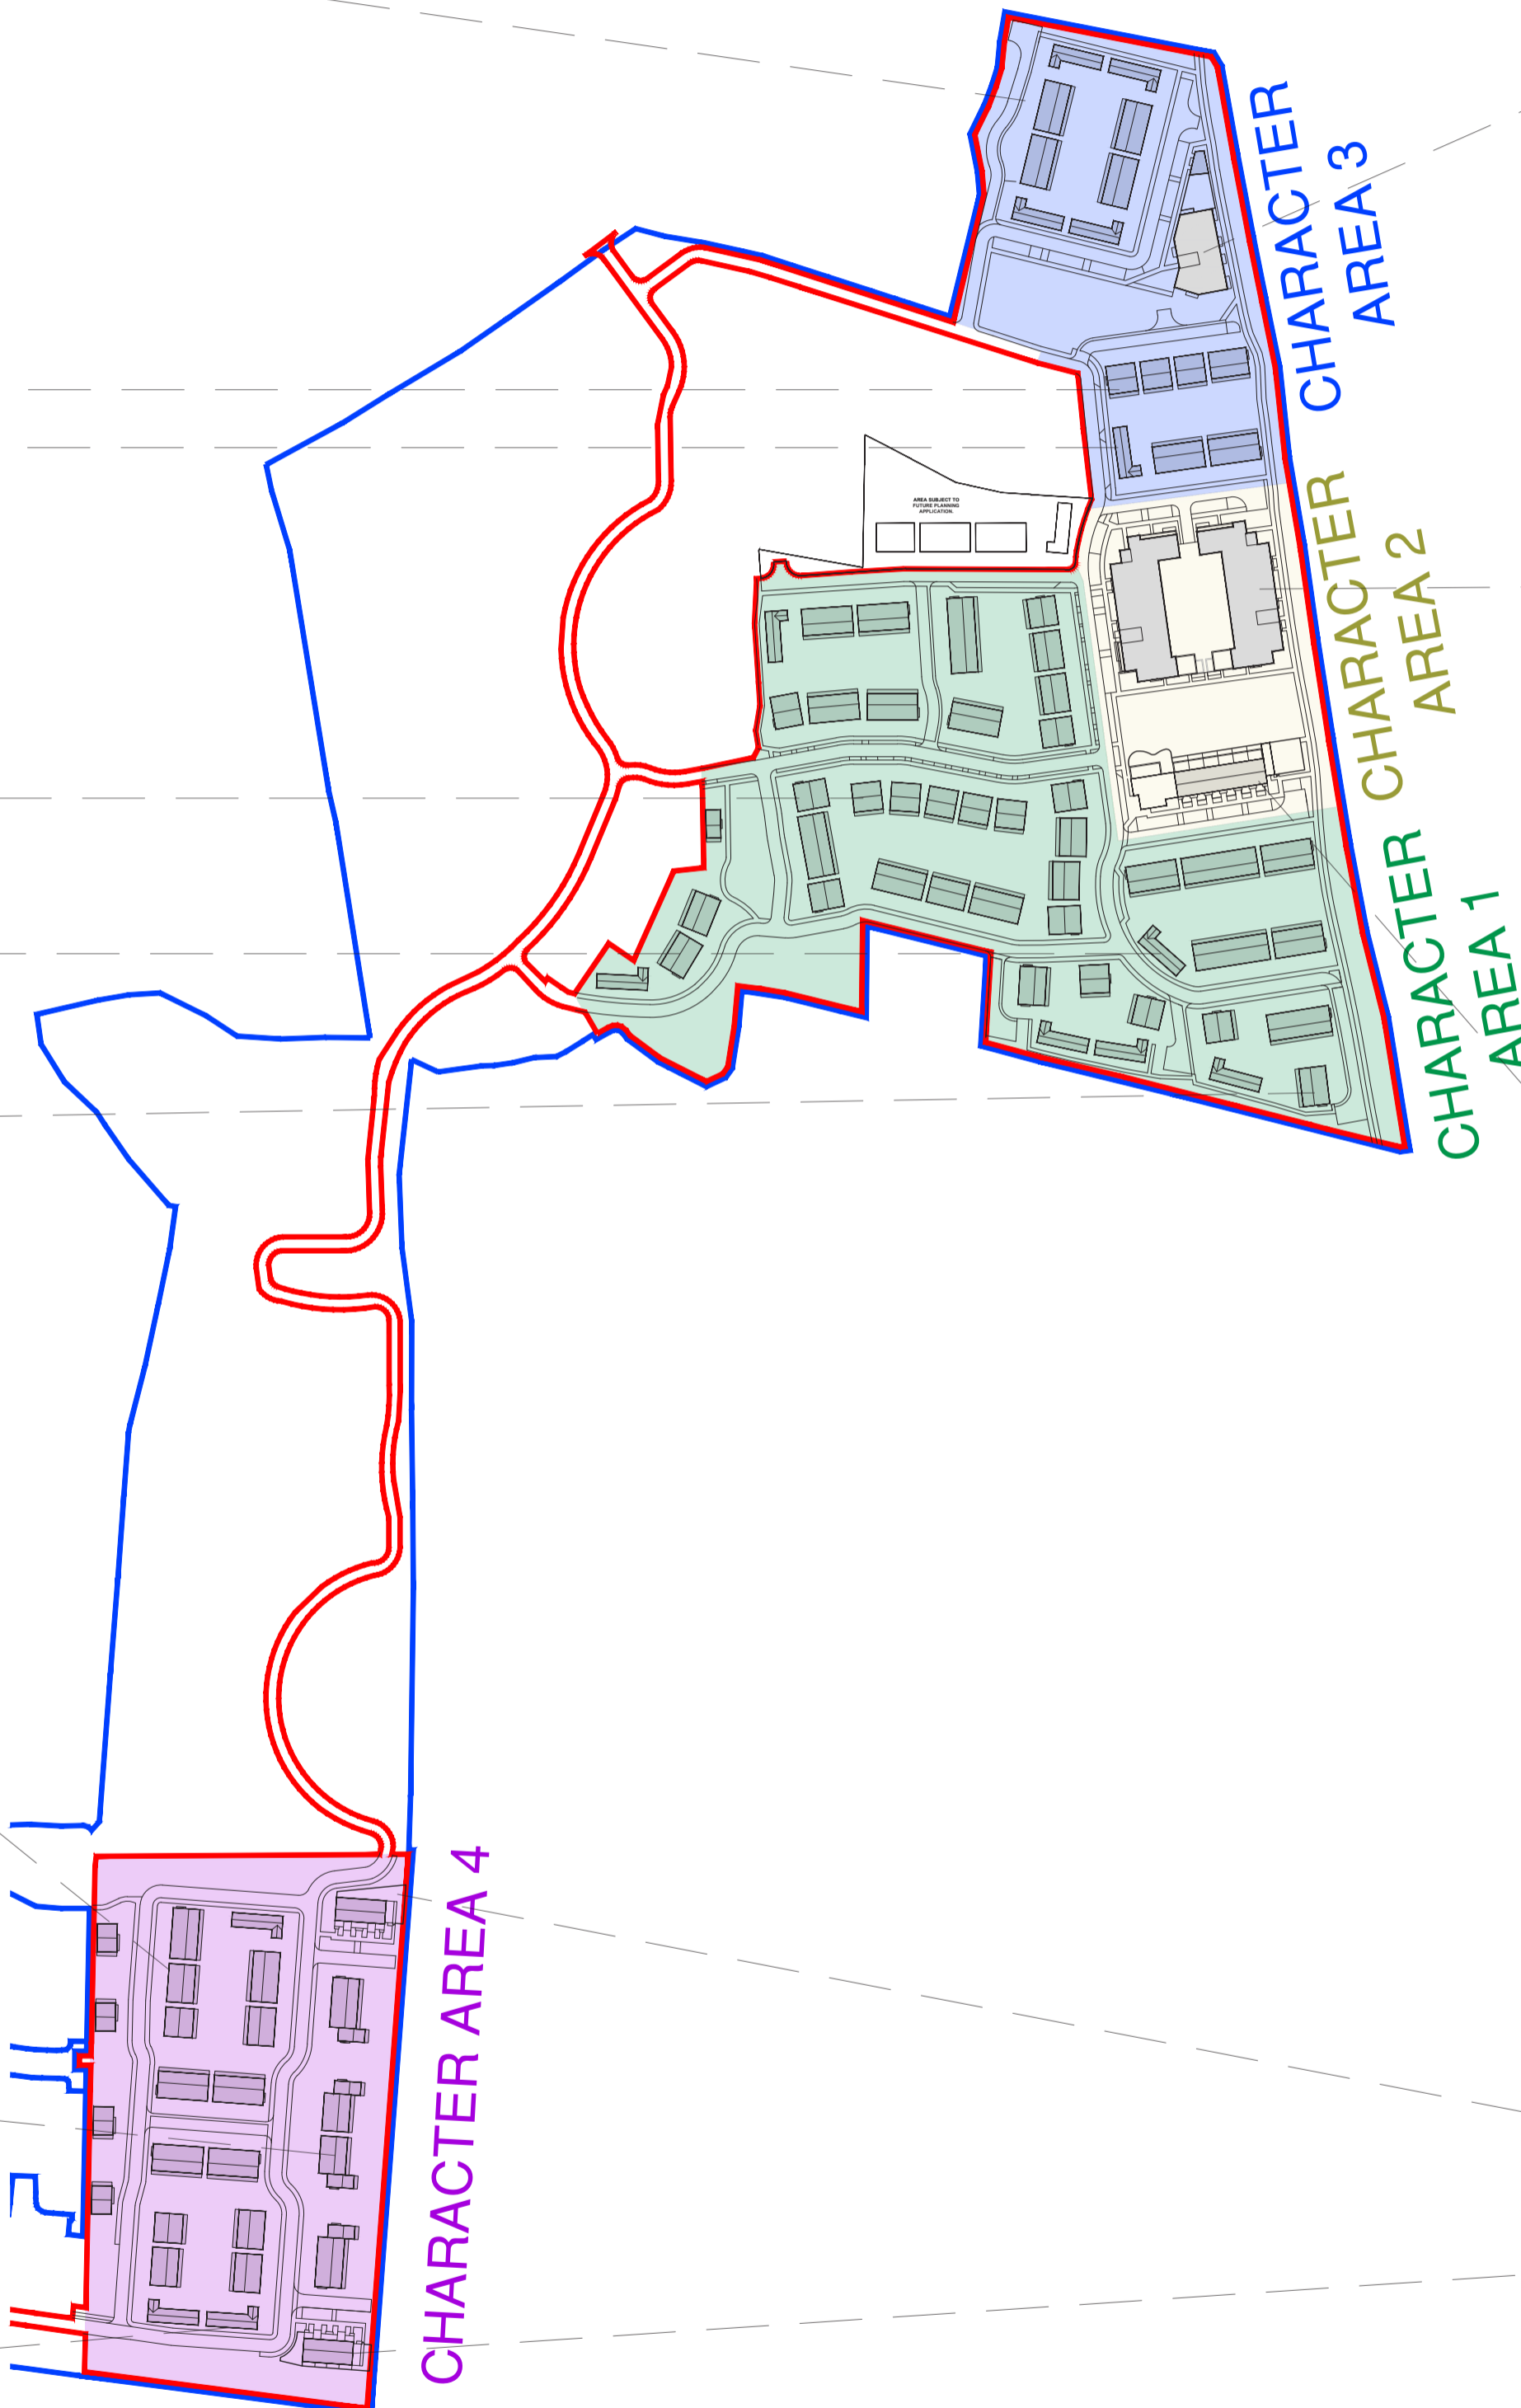 CHARACTER
AREA 3
AREA SUBJECT TO
FUTURE PLANNING
APPLICATION.
CHARACTER
AREA 2
CHARACTER
AREA 1
CHARACTER AREA 4